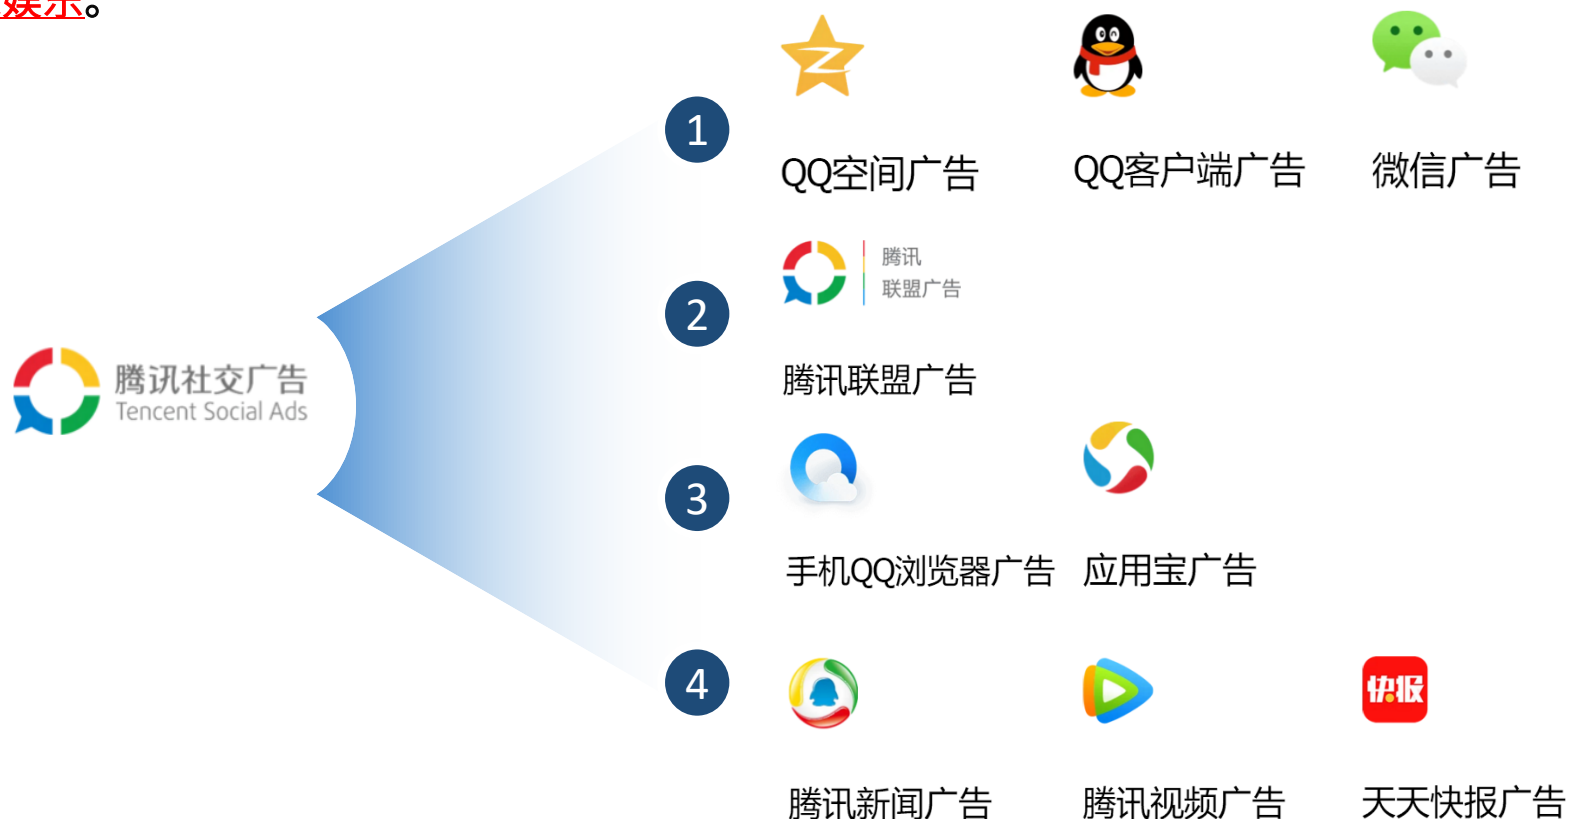 娱乐。
1
QQ空间广告
QQ客户端广告
微信广告
2
腾讯
联盟广告
腾讯联盟广告
腾讯社交广告
Tencent Social Ads
3
手机QQ浏览器广告
应用宝广告
4
快报
腾讯新闻广告
腾讯视频广告
天天快报广告